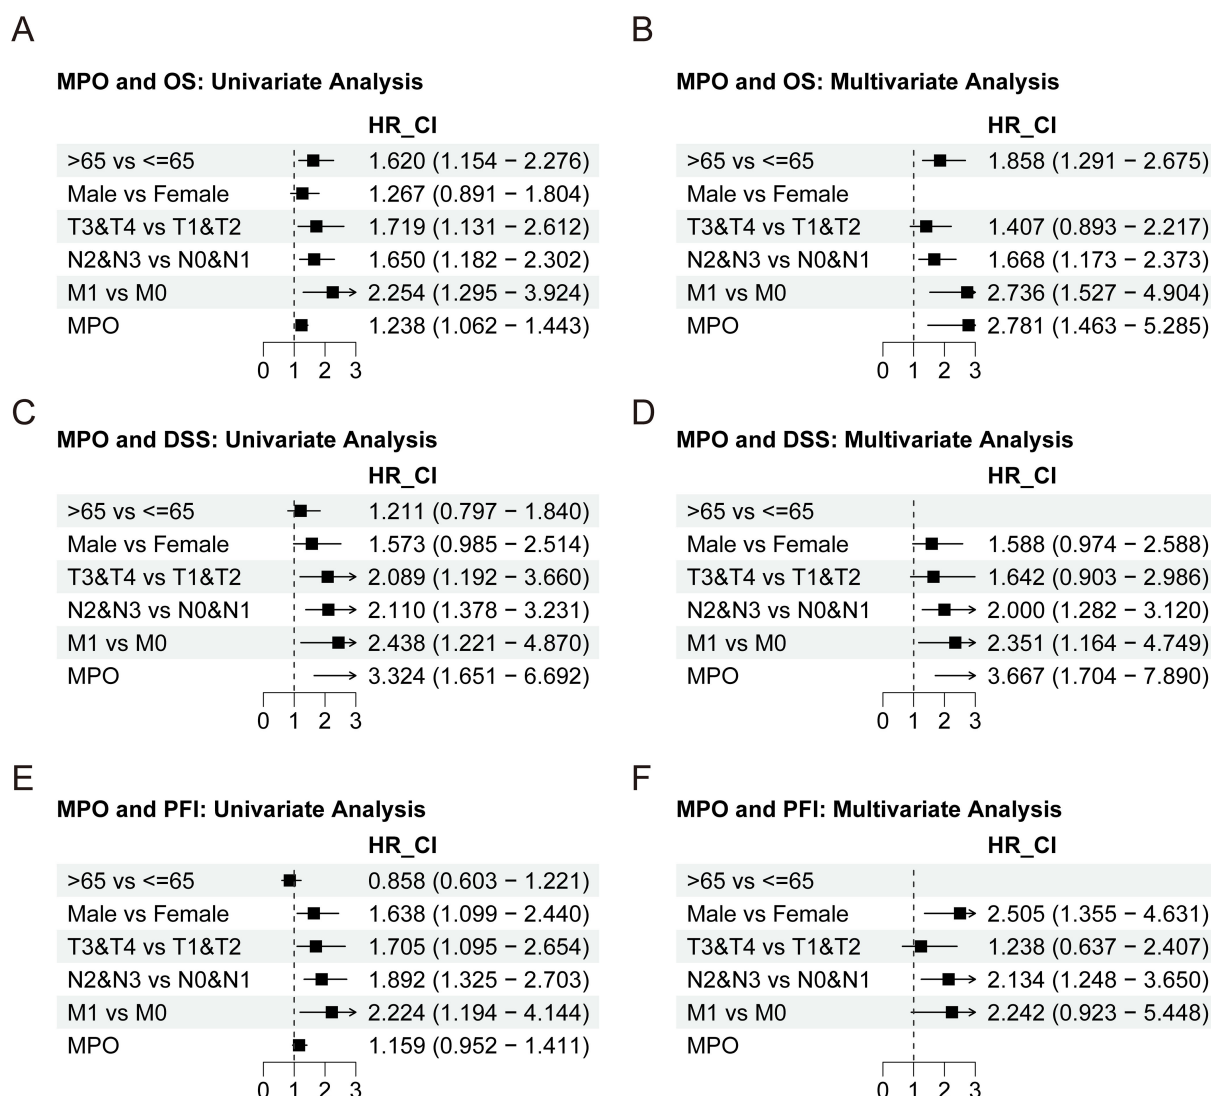 A
MPO and OS: Univariate Analysis
HR_CI
>65 vs <=65 1.620 (1.154 − 2.276)
Male vs Female 1.267 (0.891 − 1.804)
T3&T4 vs T1&T2 1.719 (1.131 − 2.612)
N2&N3 vs N0&N1 1.650 (1.182 − 2.302)
M1 vs M0 2.254 (1.295 − 3.924)
MPO 1.238 (1.062 − 1.443)
0 1 2 3
B
MPO and OS: Multivariate Analysis
HR_CI
>65 vs <=65 1.858 (1.291 − 2.675)
Male vs Female
T3&T4 vs T1&T2 1.407 (0.893 − 2.217)
N2&N3 vs N0&N1 1.668 (1.173 − 2.373)
M1 vs M0 2.736 (1.527 − 4.904)
MPO 2.781 (1.463 − 5.285)
0 1 2 3
C
MPO and DSS: Univariate Analysis
HR_CI
>65 vs <=65 1.211 (0.797 − 1.840)
Male vs Female 1.573 (0.985 − 2.514)
T3&T4 vs T1&T2 2.089 (1.192 − 3.660)
N2&N3 vs N0&N1 2.110 (1.378 − 3.231)
M1 vs M0 2.438 (1.221 − 4.870)
MPO 3.324 (1.651 − 6.692)
0 1 2 3
D
MPO and DSS: Multivariate Analysis
HR_CI
>65 vs <=65
Male vs Female 1.588 (0.974 − 2.588)
T3&T4 vs T1&T2 1.642 (0.903 − 2.986)
N2&N3 vs N0&N1 2.000 (1.282 − 3.120)
M1 vs M0 2.351 (1.164 − 4.749)
MPO 3.667 (1.704 − 7.890)
0 1 2 3
E
MPO and PFI: Univariate Analysis
HR_CI
>65 vs <=65 0.858 (0.603 − 1.221)
Male vs Female 1.638 (1.099 − 2.440)
T3&T4 vs T1&T2 1.705 (1.095 − 2.654)
N2&N3 vs N0&N1 1.892 (1.325 − 2.703)
M1 vs M0 2.224 (1.194 − 4.144)
MPO 1.159 (0.952 − 1.411)
0 1 2 3
F
MPO and PFI: Multivariate Analysis
HR_CI
>65 vs <=65
Male vs Female 2.505 (1.355 − 4.631)
T3&T4 vs T1&T2 1.238 (0.637 − 2.407)
N2&N3 vs N0&N1 2.134 (1.248 − 3.650)
M1 vs M0 2.242 (0.923 − 5.448)
MPO
0 1 2 3